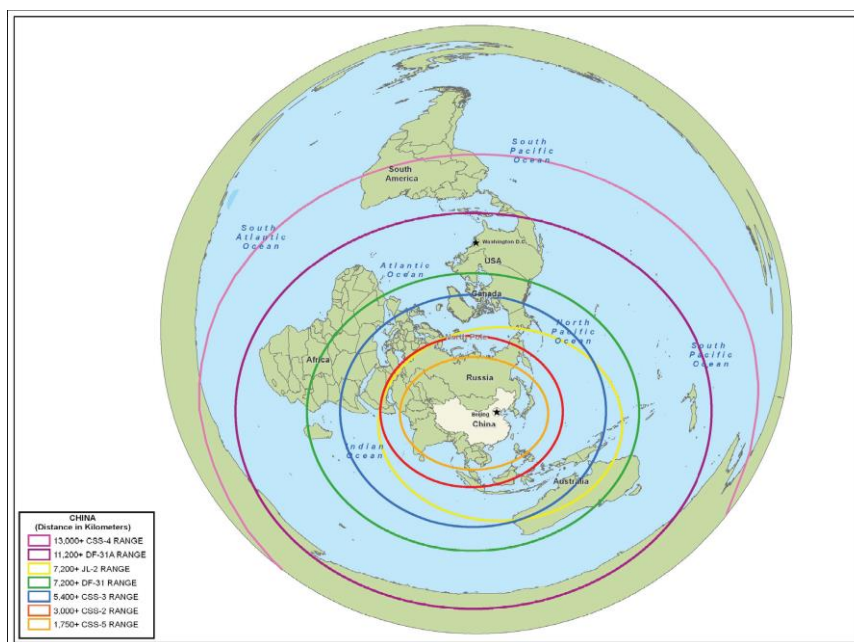 South
Pacific
Ocean
South
America
South
Atlantic
Ocean
Washington D.C.
USA
Atlantic
Ocean
Canada
North
Pacific
Ocean
North Pole
South
Pacific
Ocean
Africa
Russia
Beijing
China
Indian
Ocean
Australia
CHINA
(Distance in Kilometers)
13,000+ CSS-4 RANGE
11,200+ DF-31A RANGE
7,200+ JL-2 RANGE
7,200+ DF-31 RANGE
5,400+ CSS-3 RANGE
3,000+ CSS-2 RANGE
1,750+ CSS-5 RANGE